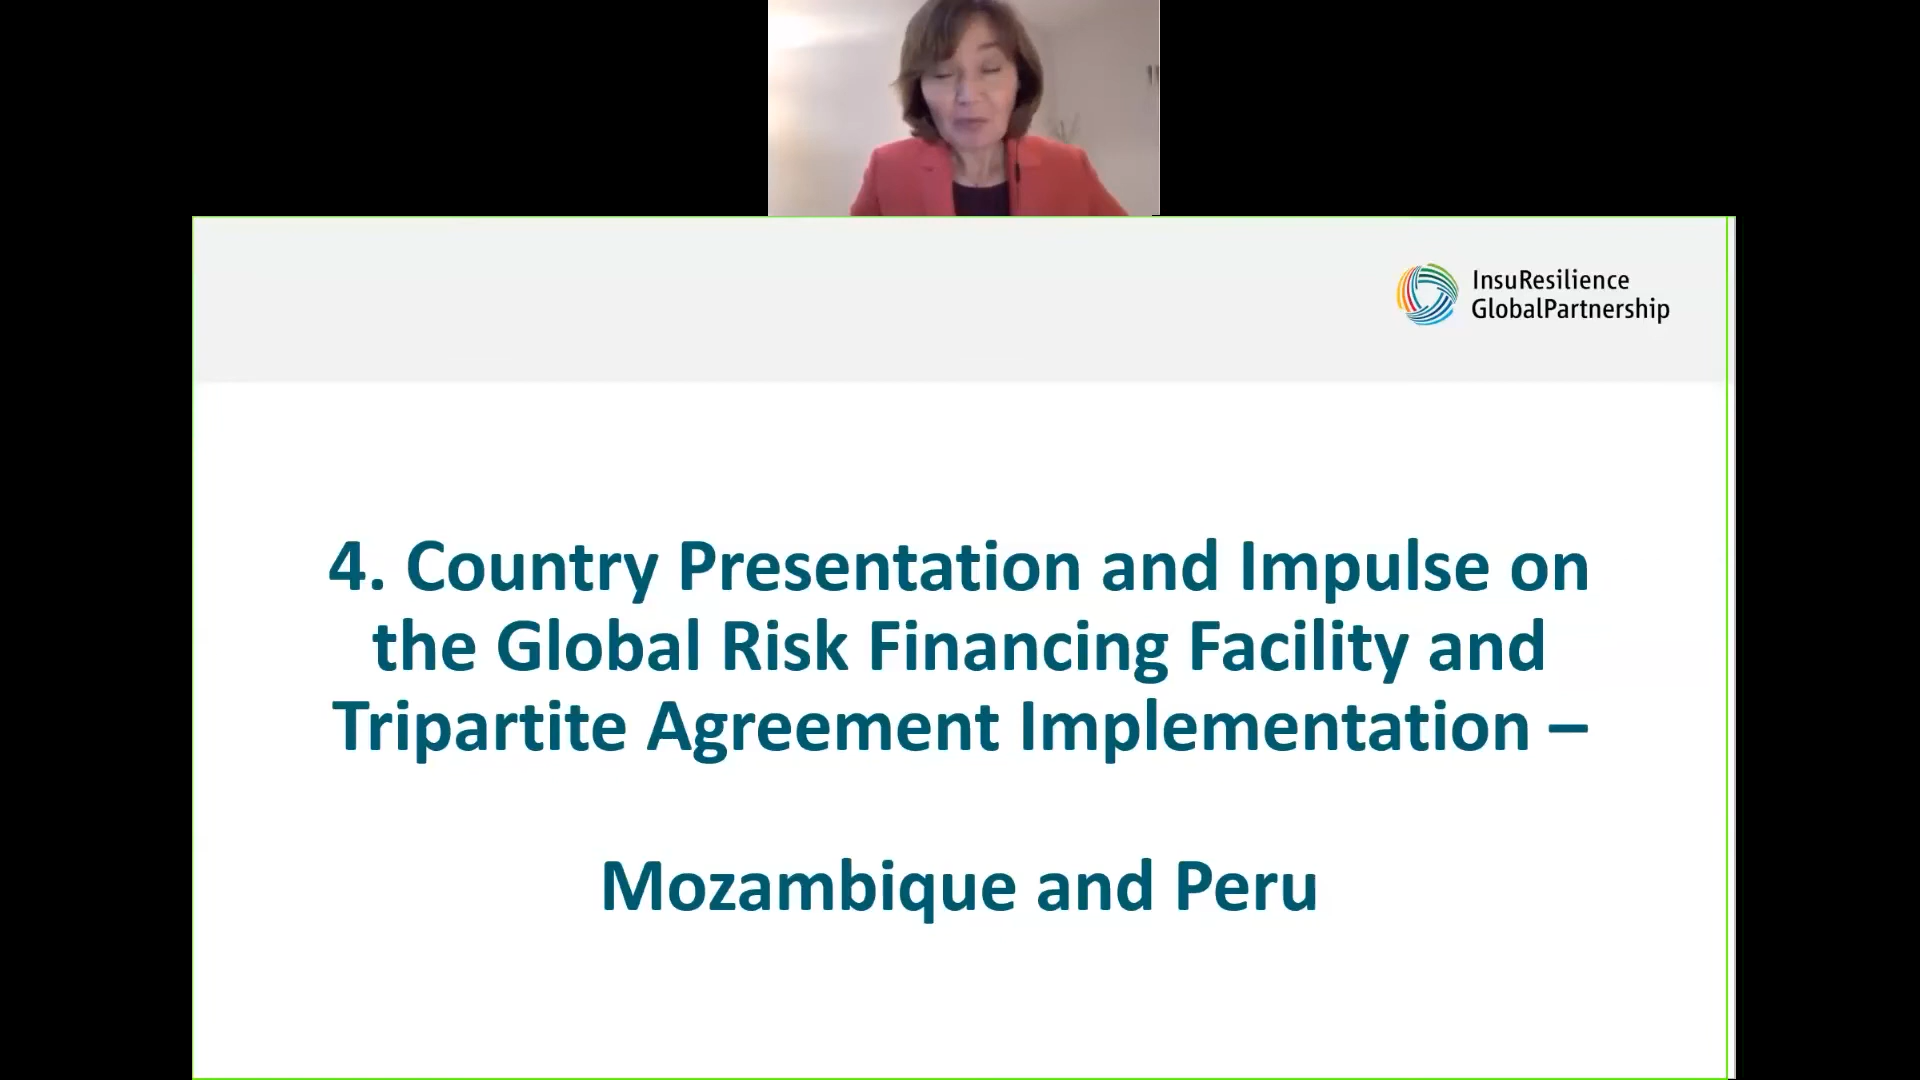 InsuResilience
GlobalPartnership
4. Country Presentation and Impulse on
the Global Risk Financing Facility and
Tripartite Agreement Implementation –
Mozambique and Peru